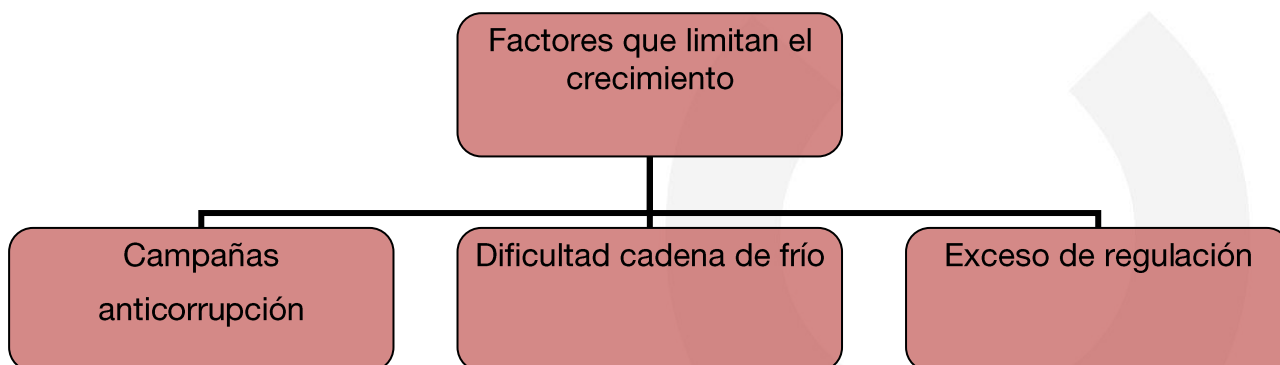 Factores que limitan el
crecimiento
Campañas
anticorrupción
Dificultad cadena de frío
Exceso de regulación